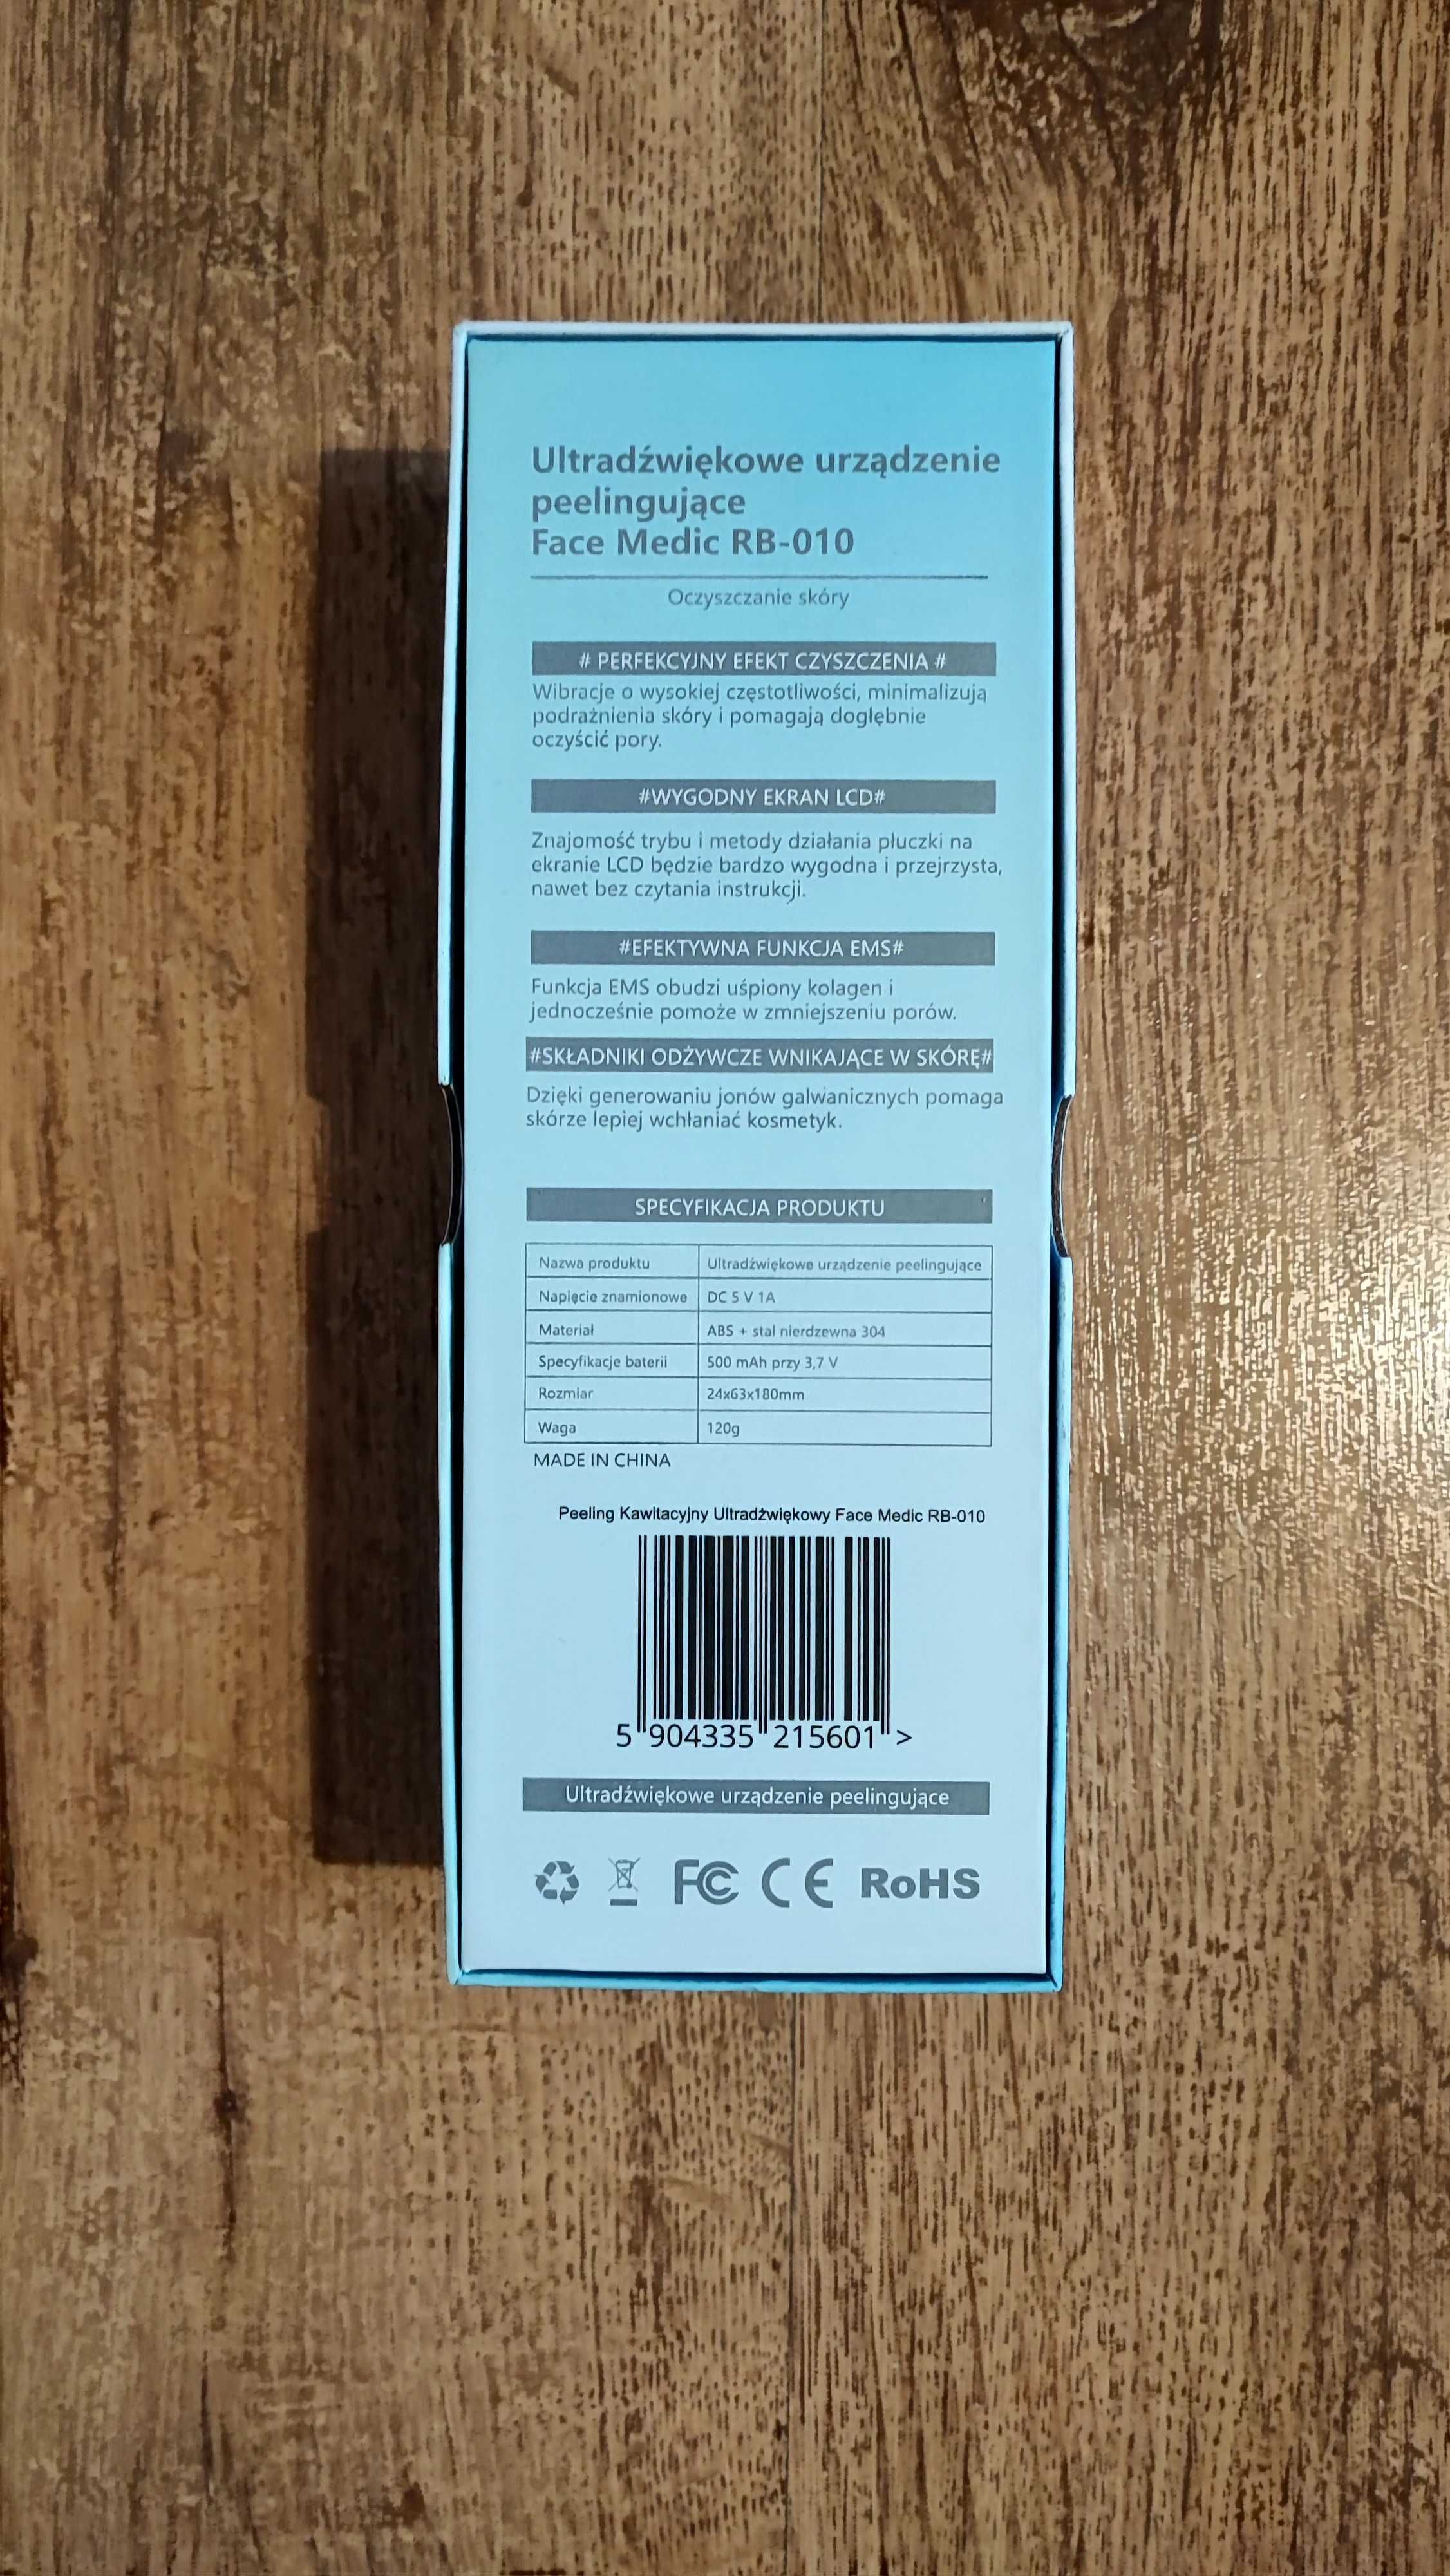 Ultradźwiękowe urządzenie
peelingujące
Face Medic RB-010
Oczyszczanie skóry
# PERFEKCYJNY EFEKT CZYSZCZENIA #
Wibracje o wysokiej częstotliwości, minimalizują
podrażnienia skóry i pomagają dogłębnie
oczyścić pory.
#WYGODNY EKRAN LCD#
Znajomość trybu i metody działania płuczki na
ekranie LCD będzie bardzo wygodna i przejrzysta,
nawet bez czytania instrukcji.
#EFEKTYWNA FUNKCJA EMS#
Funkcja EMS obudzi uśpiony kolagen i
jednocześnie pomoże w zmniejszeniu porów.
#SKŁADNIKI ODŻYWCZE WNIKAJĄCE W SKÓRĘ#
Dzięki generowaniu jonów galwanicznych pomaga
skórze lepiej wchłaniać kosmetyk.
SPECYFIKACJA PRODUKTU
Nazwa produktu Ultradźwiękowe urządzenie peelingujące
Napięcie znamionowe DC 5 V 1A
Materiał ABS + stal nierdzewna 304
Specyfikacje baterii 500 mAh przy 3,7 V
Rozmiar 24x63x180mm
Waga 120g
MADE IN CHINA
Peeling Kawitacyjny Ultradźwiękowy Face Medic RB-010
5 904335 215601 >
Ultradźwiękowe urządzenie peelingujące
FC CE RoHS